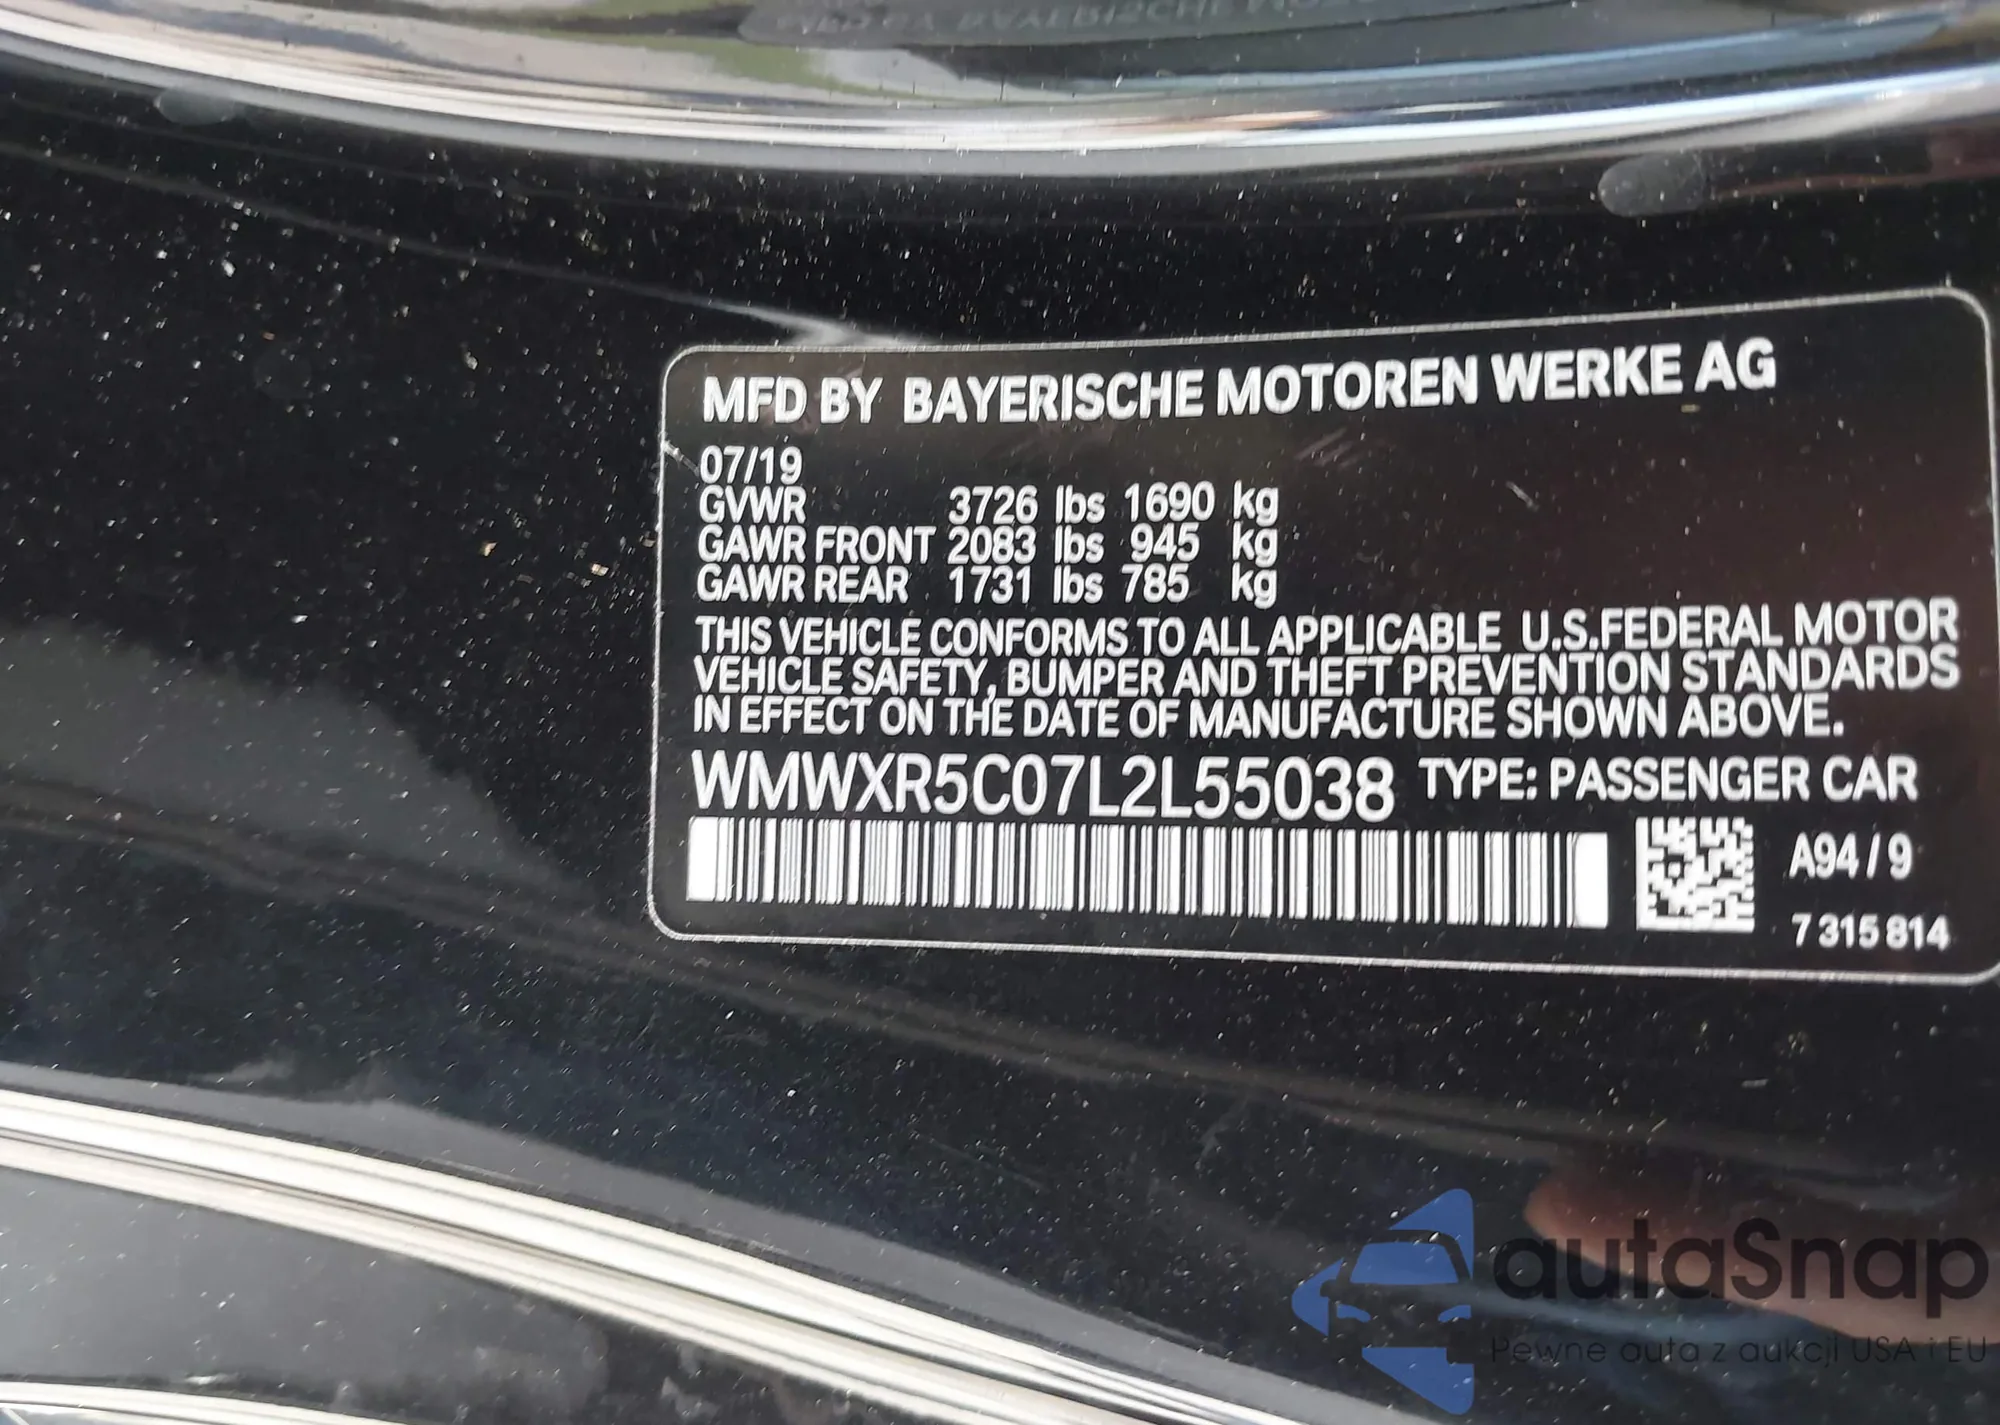 MFD BY BAYERISCHE MOTOREN WERKE AG
07/19
GVWR 3726 lbs 1690 kg
GAWR FRONT 2083 lbs 945 kg
GAWR REAR 1731 lbs 785 kg
THIS VEHICLE CONFORMS TO ALL APPLICABLE U.S.FEDERAL MOTOR
VEHICLE SAFETY, BUMPER AND THEFT PREVENTION STANDARDS
IN EFFECT ON THE DATE OF MANUFACTURE SHOWN ABOVE.
WMWXR5C07L2L55038 TYPE: PASSENGER CAR
A94 / 9
7 315 814
autaSnap
Pewne auta z aukcji USA i EU